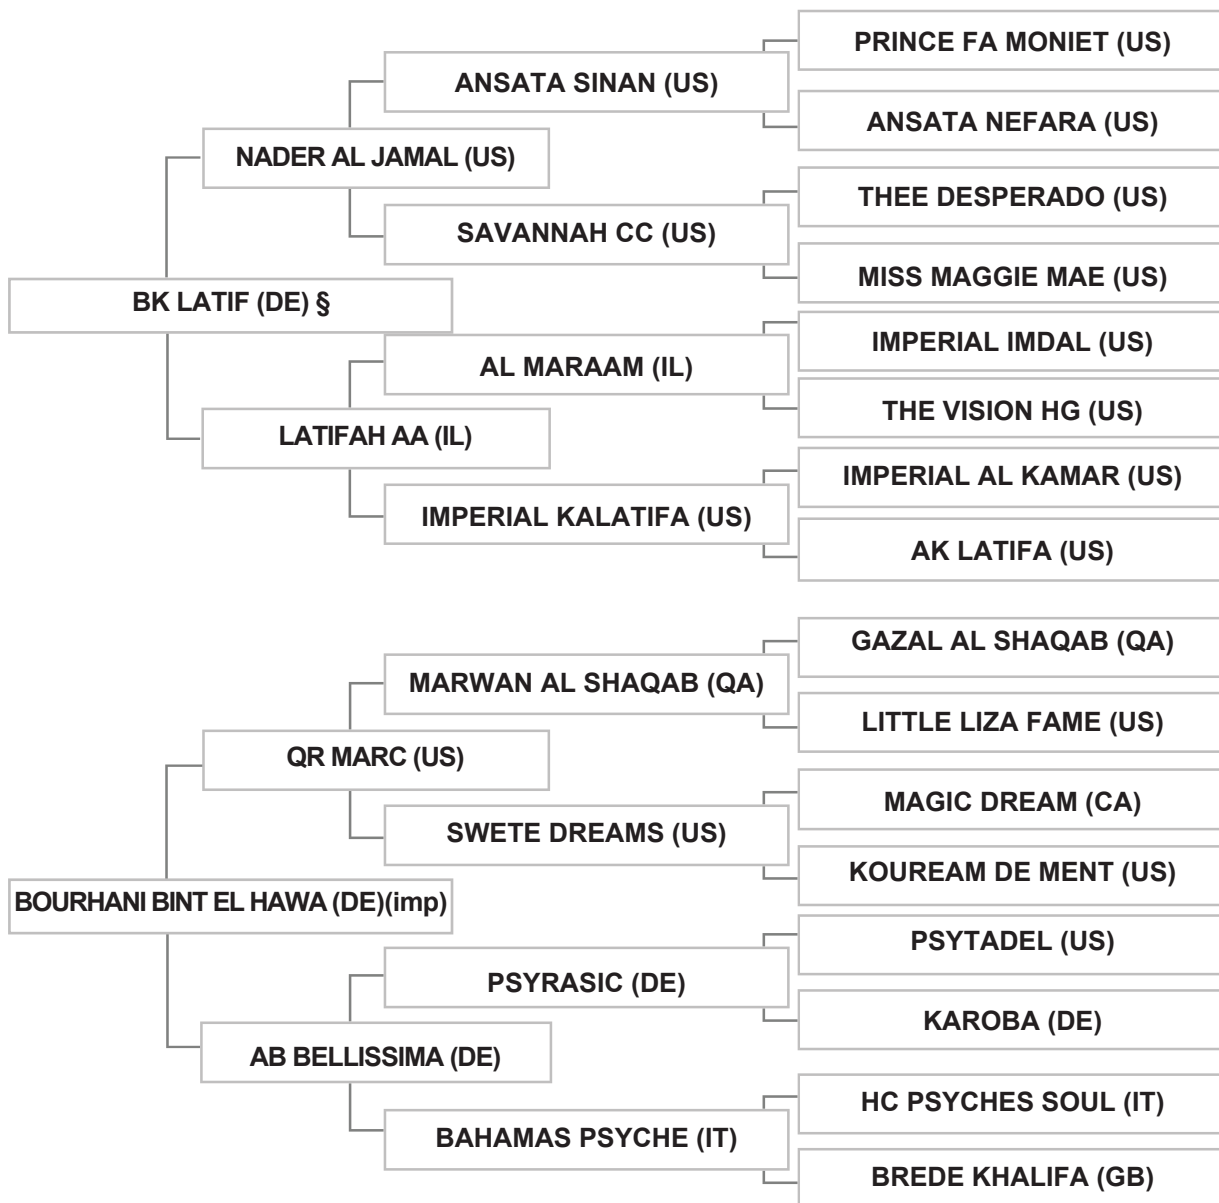 PRINCE FA MONIET (US)
ANSATA SINAN (US)
ANSATA NEFARA (US)
NADER AL JAMAL (US)
THEE DESPERADO (US)
SAVANNAH CC (US)
MISS MAGGIE MAE (US)
BK LATIF (DE) §
IMPERIAL IMDAL (US)
AL MARAAM (IL)
THE VISION HG (US)
LATIFAH AA (IL)
IMPERIAL AL KAMAR (US)
IMPERIAL KALATIFA (US)
AK LATIFA (US)
GAZAL AL SHAQAB (QA)
MARWAN AL SHAQAB (QA)
LITTLE LIZA FAME (US)
QR MARC (US)
MAGIC DREAM (CA)
SWETE DREAMS (US)
KOUREAM DE MENT (US)
BOURHANI BINT EL HAWA (DE)(imp)
PSYTADEL (US)
PSYRASIC (DE)
KAROBA (DE)
AB BELLISSIMA (DE)
HC PSYCHES SOUL (IT)
BAHAMAS PSYCHE (IT)
BREDE KHALIFA (GB)